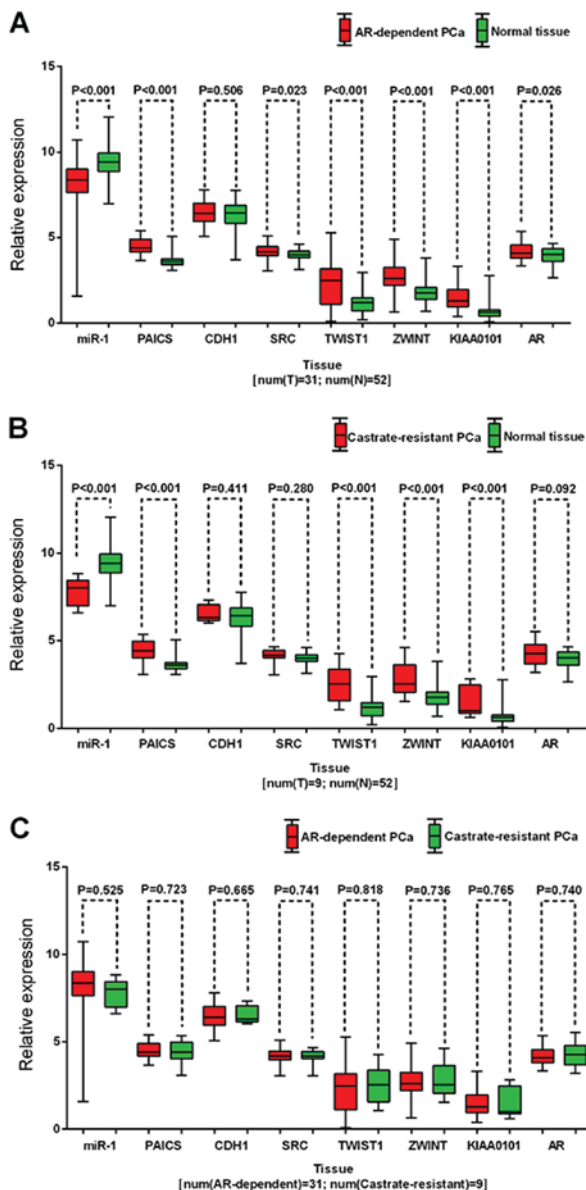 A
AR-dependent PCa Normal tissue
P<0.001 P<0.001 P=0.506 P=0.023 P<0.001 P<0.001 P<0.001 P=0.026
Relative expression
15
10
5
0
miR-1 PAICS CDH1 SRC TWIST1 ZWINT KIAA0101 AR
Tissue
[num(T)=31; num(N)=52]
B
Castrate-resistant PCa Normal tissue
P<0.001 P<0.001 P=0.411 P=0.280 P<0.001 P<0.001 P<0.001 P=0.092
Relative expression
15
10
5
0
miR-1 PAICS CDH1 SRC TWIST1 ZWINT KIAA0101 AR
Tissue
[num(T)=9; num(N)=52]
C
AR-dependent PCa Castrate-resistant PCa
P=0.525 P=0.723 P=0.665 P=0.741 P=0.818 P=0.736 P=0.765 P=0.740
Relative expression
15
10
5
0
miR-1 PAICS CDH1 SRC TWIST1 ZWINT KIAA0101 AR
Tissue
[num(AR-dependent)=31; num(Castrate-resistant)=9]